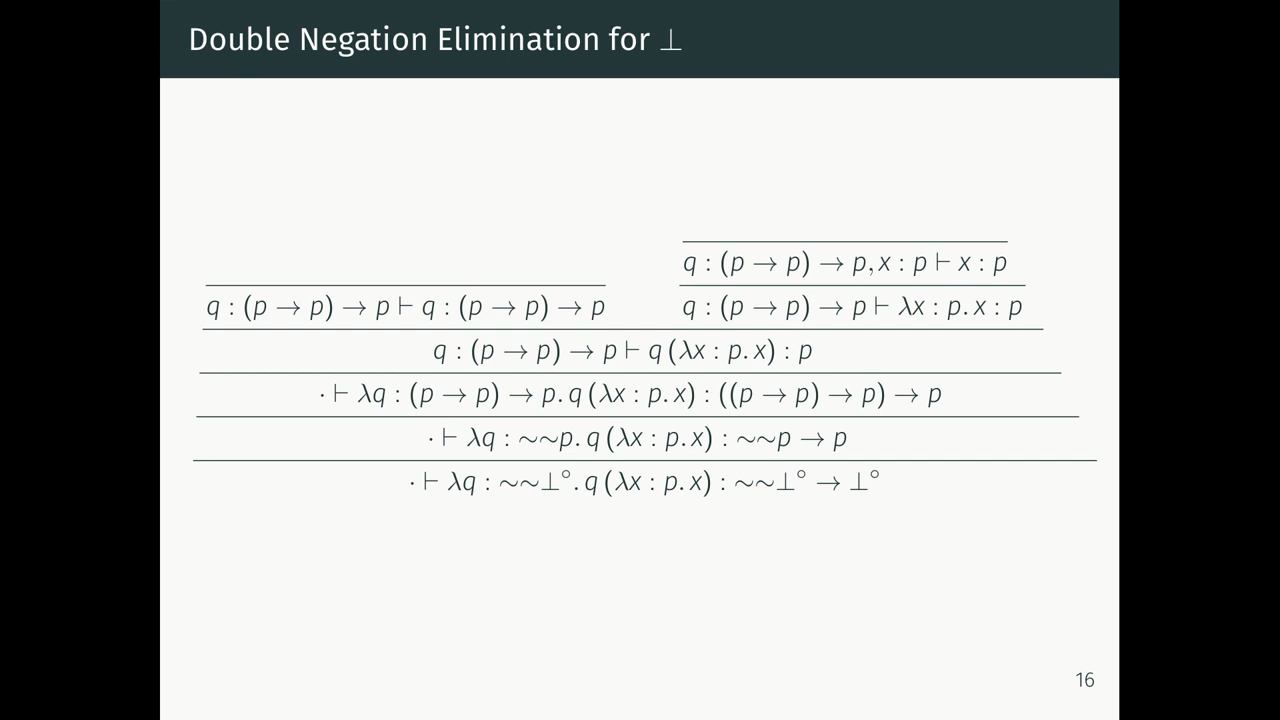 Double Negation Elimination for ⊥
q : (p → p) → p, x : p ⊢ x : p
q : (p → p) → p ⊢ q : (p → p) → p
q : (p → p) → p ⊢ λx : p. x : p
q : (p → p) → p ⊢ q (λx : p. x) : p
· ⊢ λq : (p → p) → p. q (λx : p. x) : ((p → p) → p) → p
· ⊢ λq : ∼∼p. q (λx : p. x) : ∼∼p → p
· ⊢ λq : ∼∼⊥°. q (λx : p. x) : ∼∼⊥° → ⊥°
16